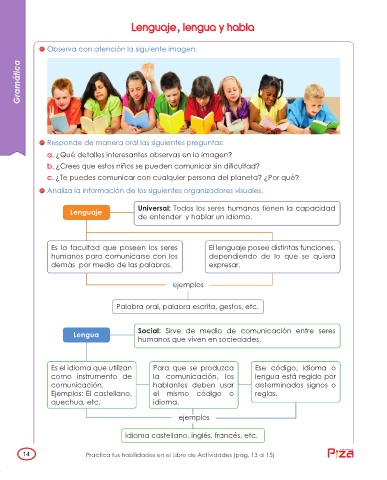 Lenguaje, lengua y habla
Gramática
Observa con atención la siguiente imagen.
Responde de manera oral las siguientes preguntas:
a. ¿Qué detalles interesantes observas en la imagen?
b. ¿Crees que estos niños se pueden comunicar sin dificultad?
c. ¿Te puedes comunicar con cualquier persona del planeta? ¿Por qué?
Analiza la información de los siguientes organizadores visuales.
Lenguaje
Universal: Todos los seres humanos tienen la capacidad
de entender y hablar un idioma.
Es la facultad que poseen los seres
humanos para comunicarse con los
demás por medio de las palabras.
El lenguaje posee distintas funciones,
dependiendo de lo que se quiera
expresar.
ejemplos
Palabra oral, palabra escrita, gestos, etc.
Lengua
Social: Sirve de medio de comunicación entre seres
humanos que viven en sociedades.
Es el idioma que utilizan
como instrumento de
comunicación.
Ejemplos: El castellano,
quechua, etc.
Para que se produzca
la comunicación, los
hablantes deben usar
el mismo código o
idioma.
Ese código, idioma o
lengua está regido por
determinados signos o
reglas.
ejemplos
Idioma castellano, inglés, francés, etc.
14
Practica tus habilidades en el Libro de Actividades (pág. 13 al 15)
Piza